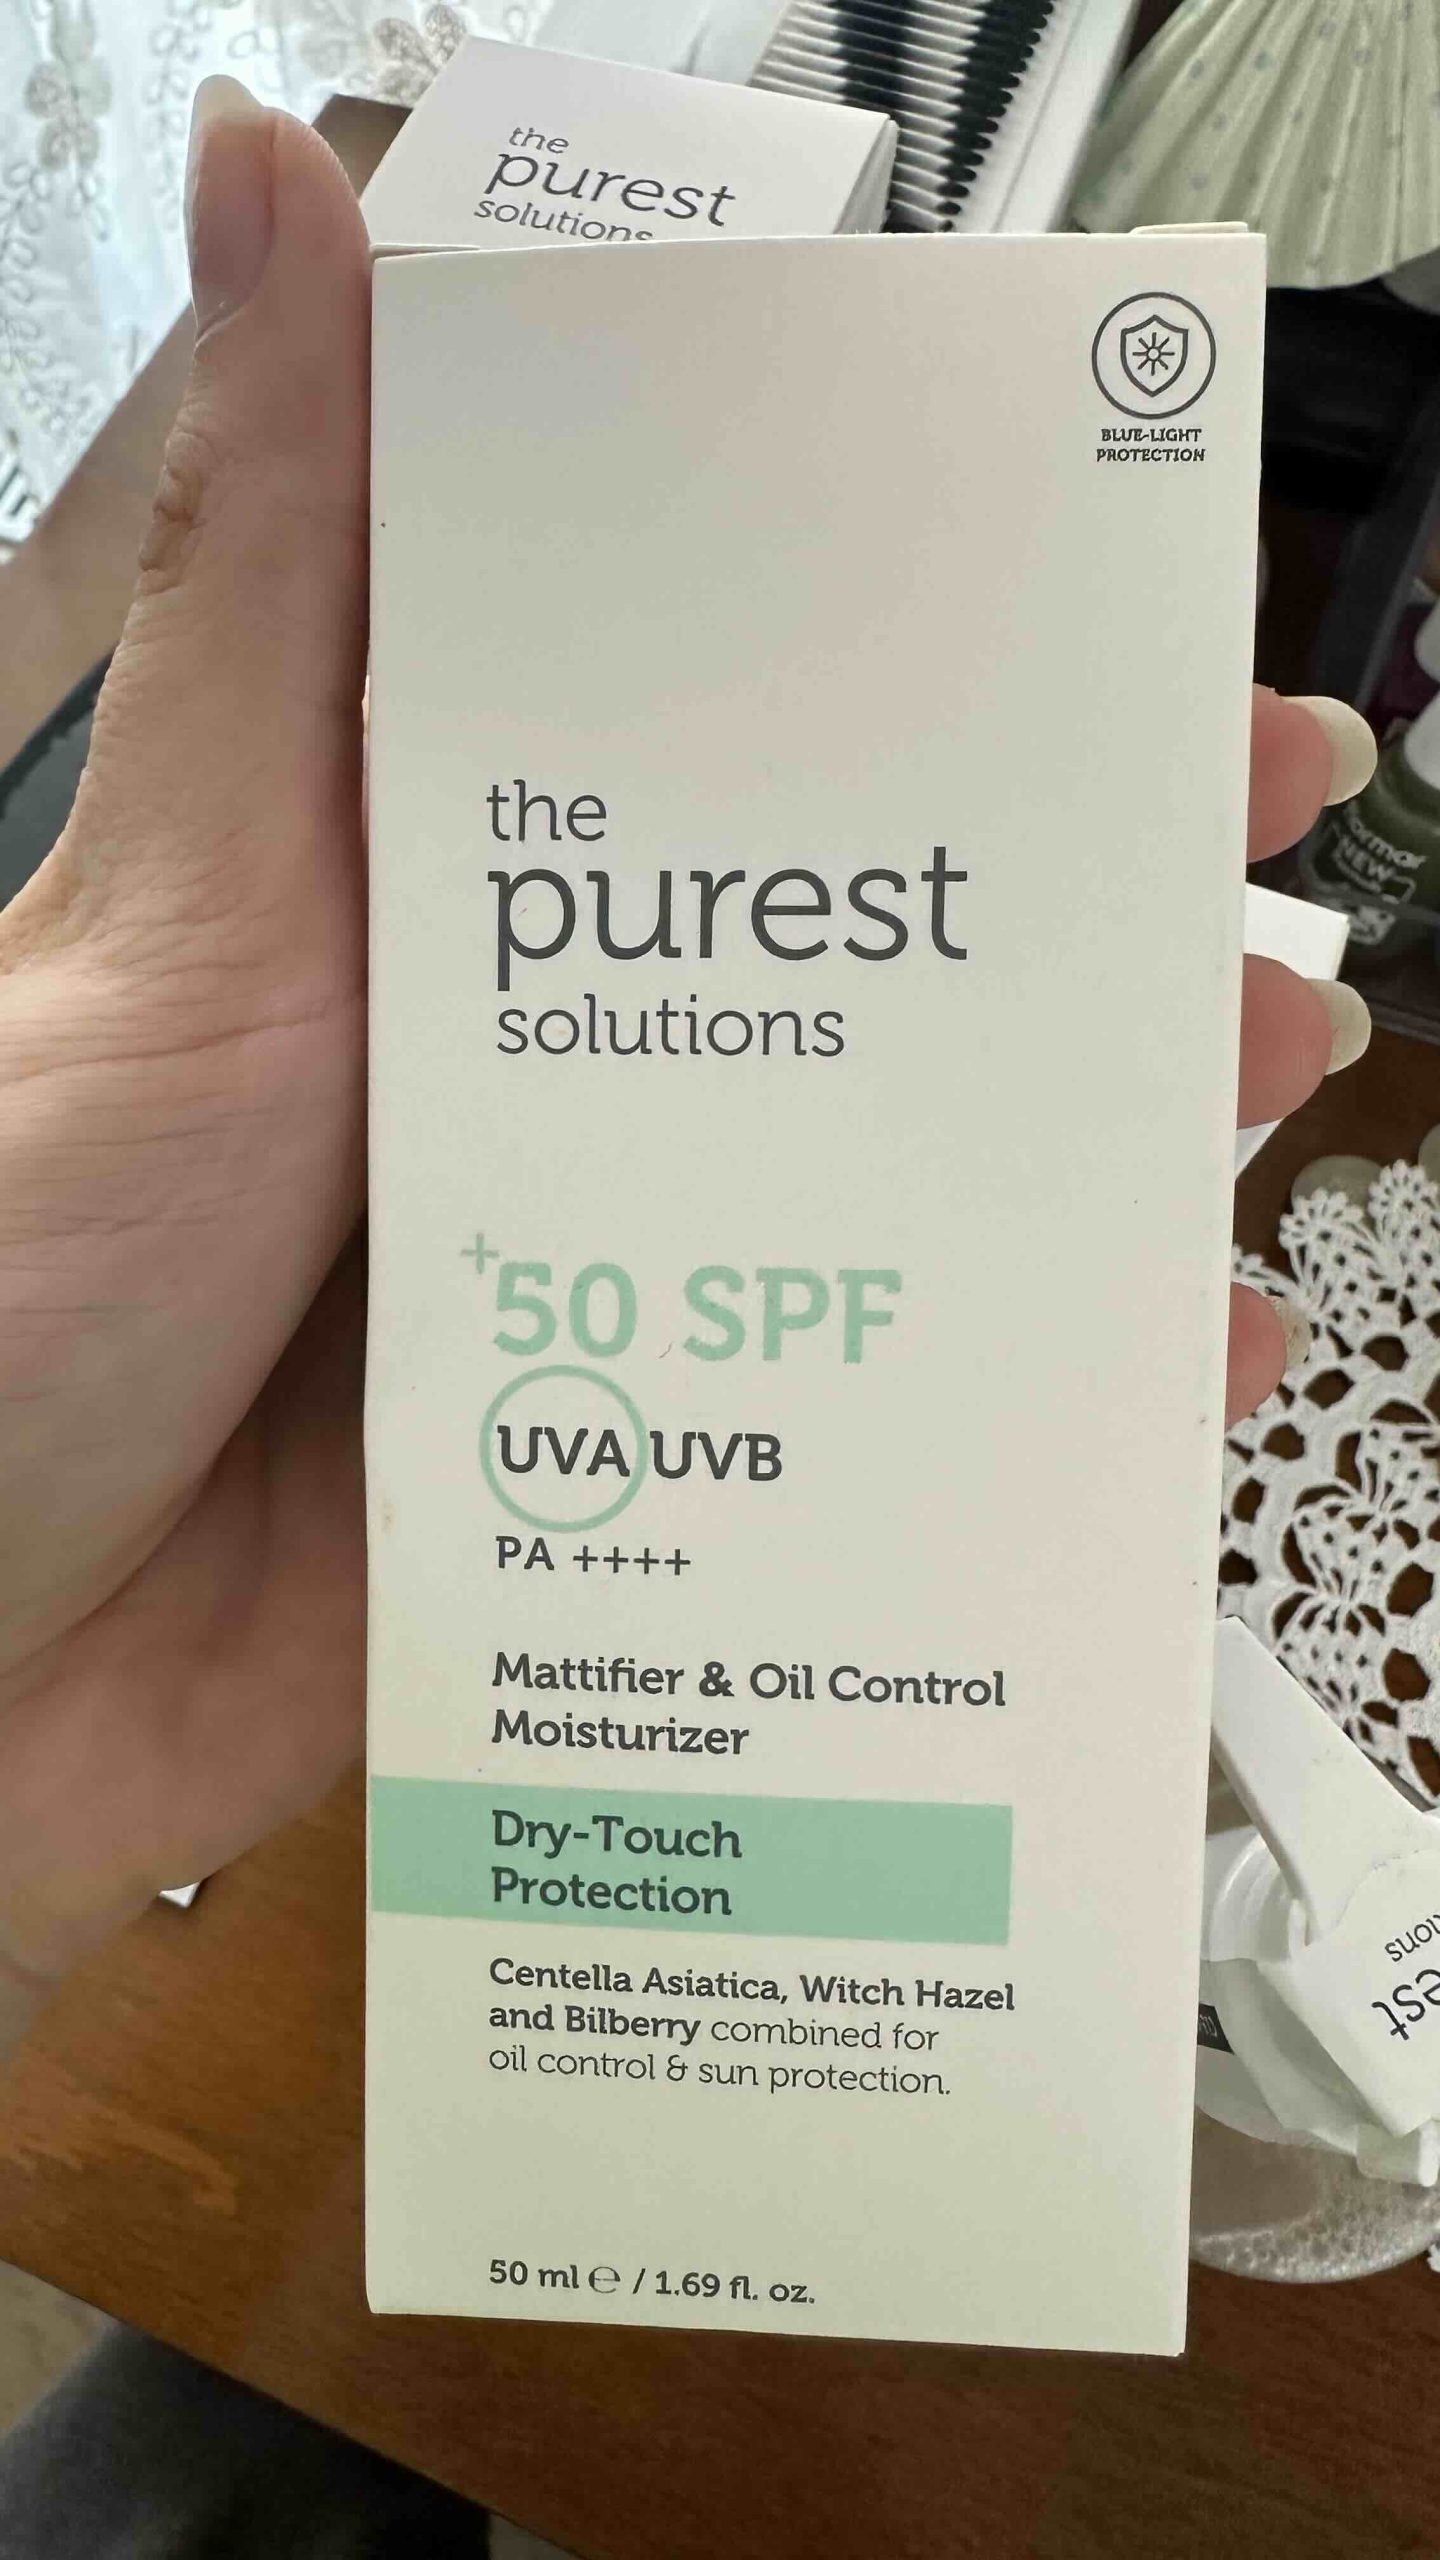 the
purest
solutions
BLUE-LIGHT
PROTECTION
the
purest
solutions
+50 SPF
UVA UVB
PA ++++
Mattifier & Oil Control
Moisturizer
Dry-Touch
Protection
Centella Asiatica, Witch Hazel
and Bilberry combined for
oil control & sun protection.
50 ml ℮ / 1.69 fl. oz.
NEW